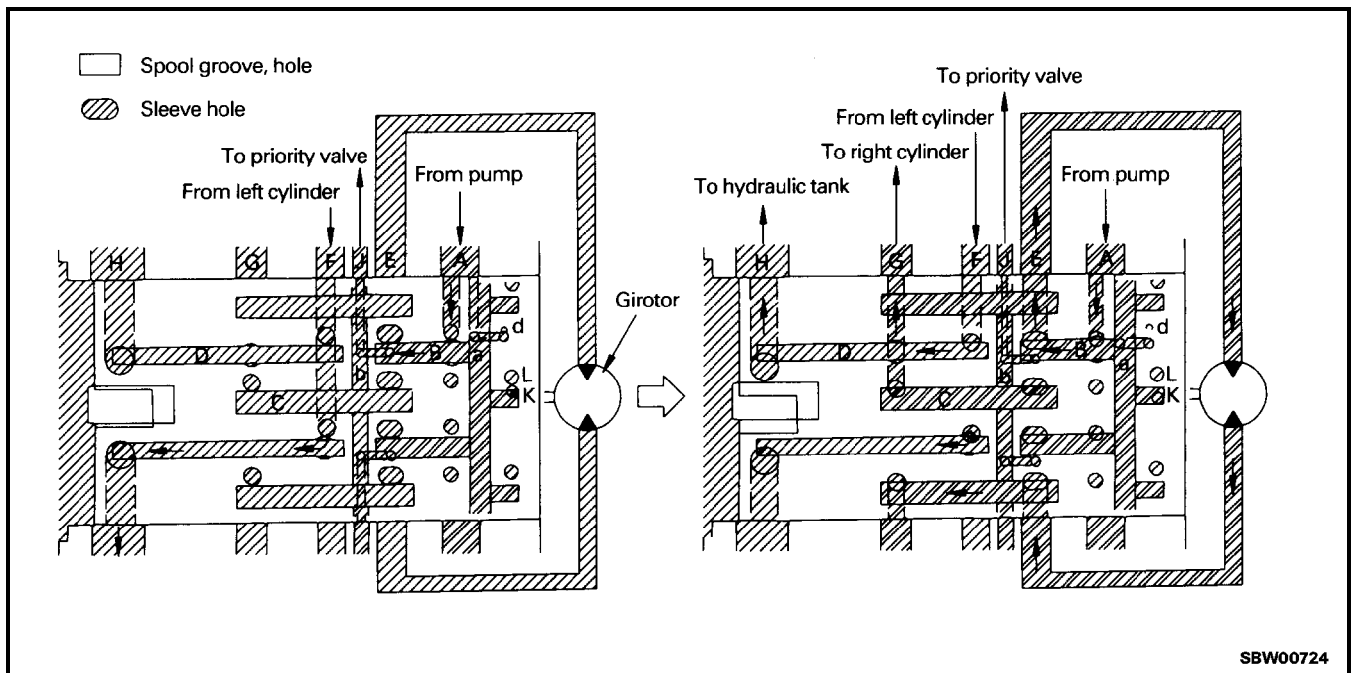 Spool groove, hole
Sleeve hole
To priority valve
From left cylinder
From pump
H G F J E A
D B a d
b
L
C K
Girotor
To priority valve
From left cylinder
To right cylinder
To hydraulic tank
From pump
H G F J E A
D B a d
b
L
C K
SBW00724